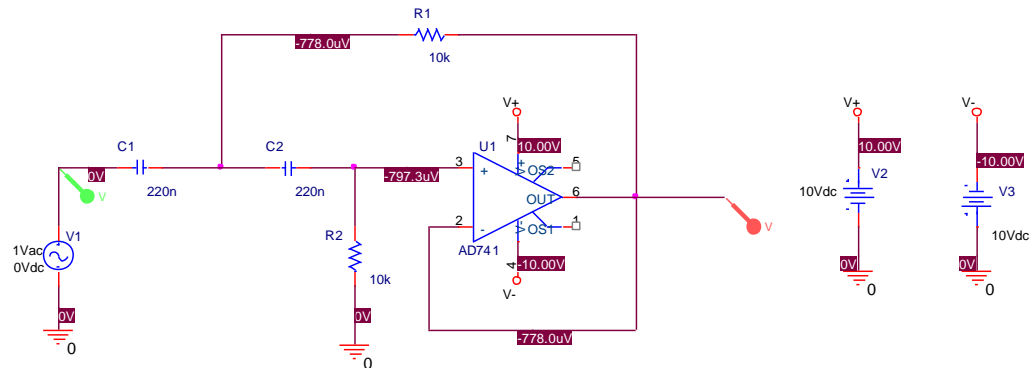 R1
-778.0uV
10k
V+
V+
V-
7
10.00V
10.00V
-10.00V
C1
C2
U1
3
+
V+
OS2
5
0V
220n
220n
-797.3uV
V
OUT
6
10Vdc
V2
V3
2
-
OS1
1
V
V1
1Vac
0Vdc
R2
AD741
V-
10k
4
-10.00V
10Vdc
V-
0V
0V
0V
0V
0
0
0
-778.0uV
0